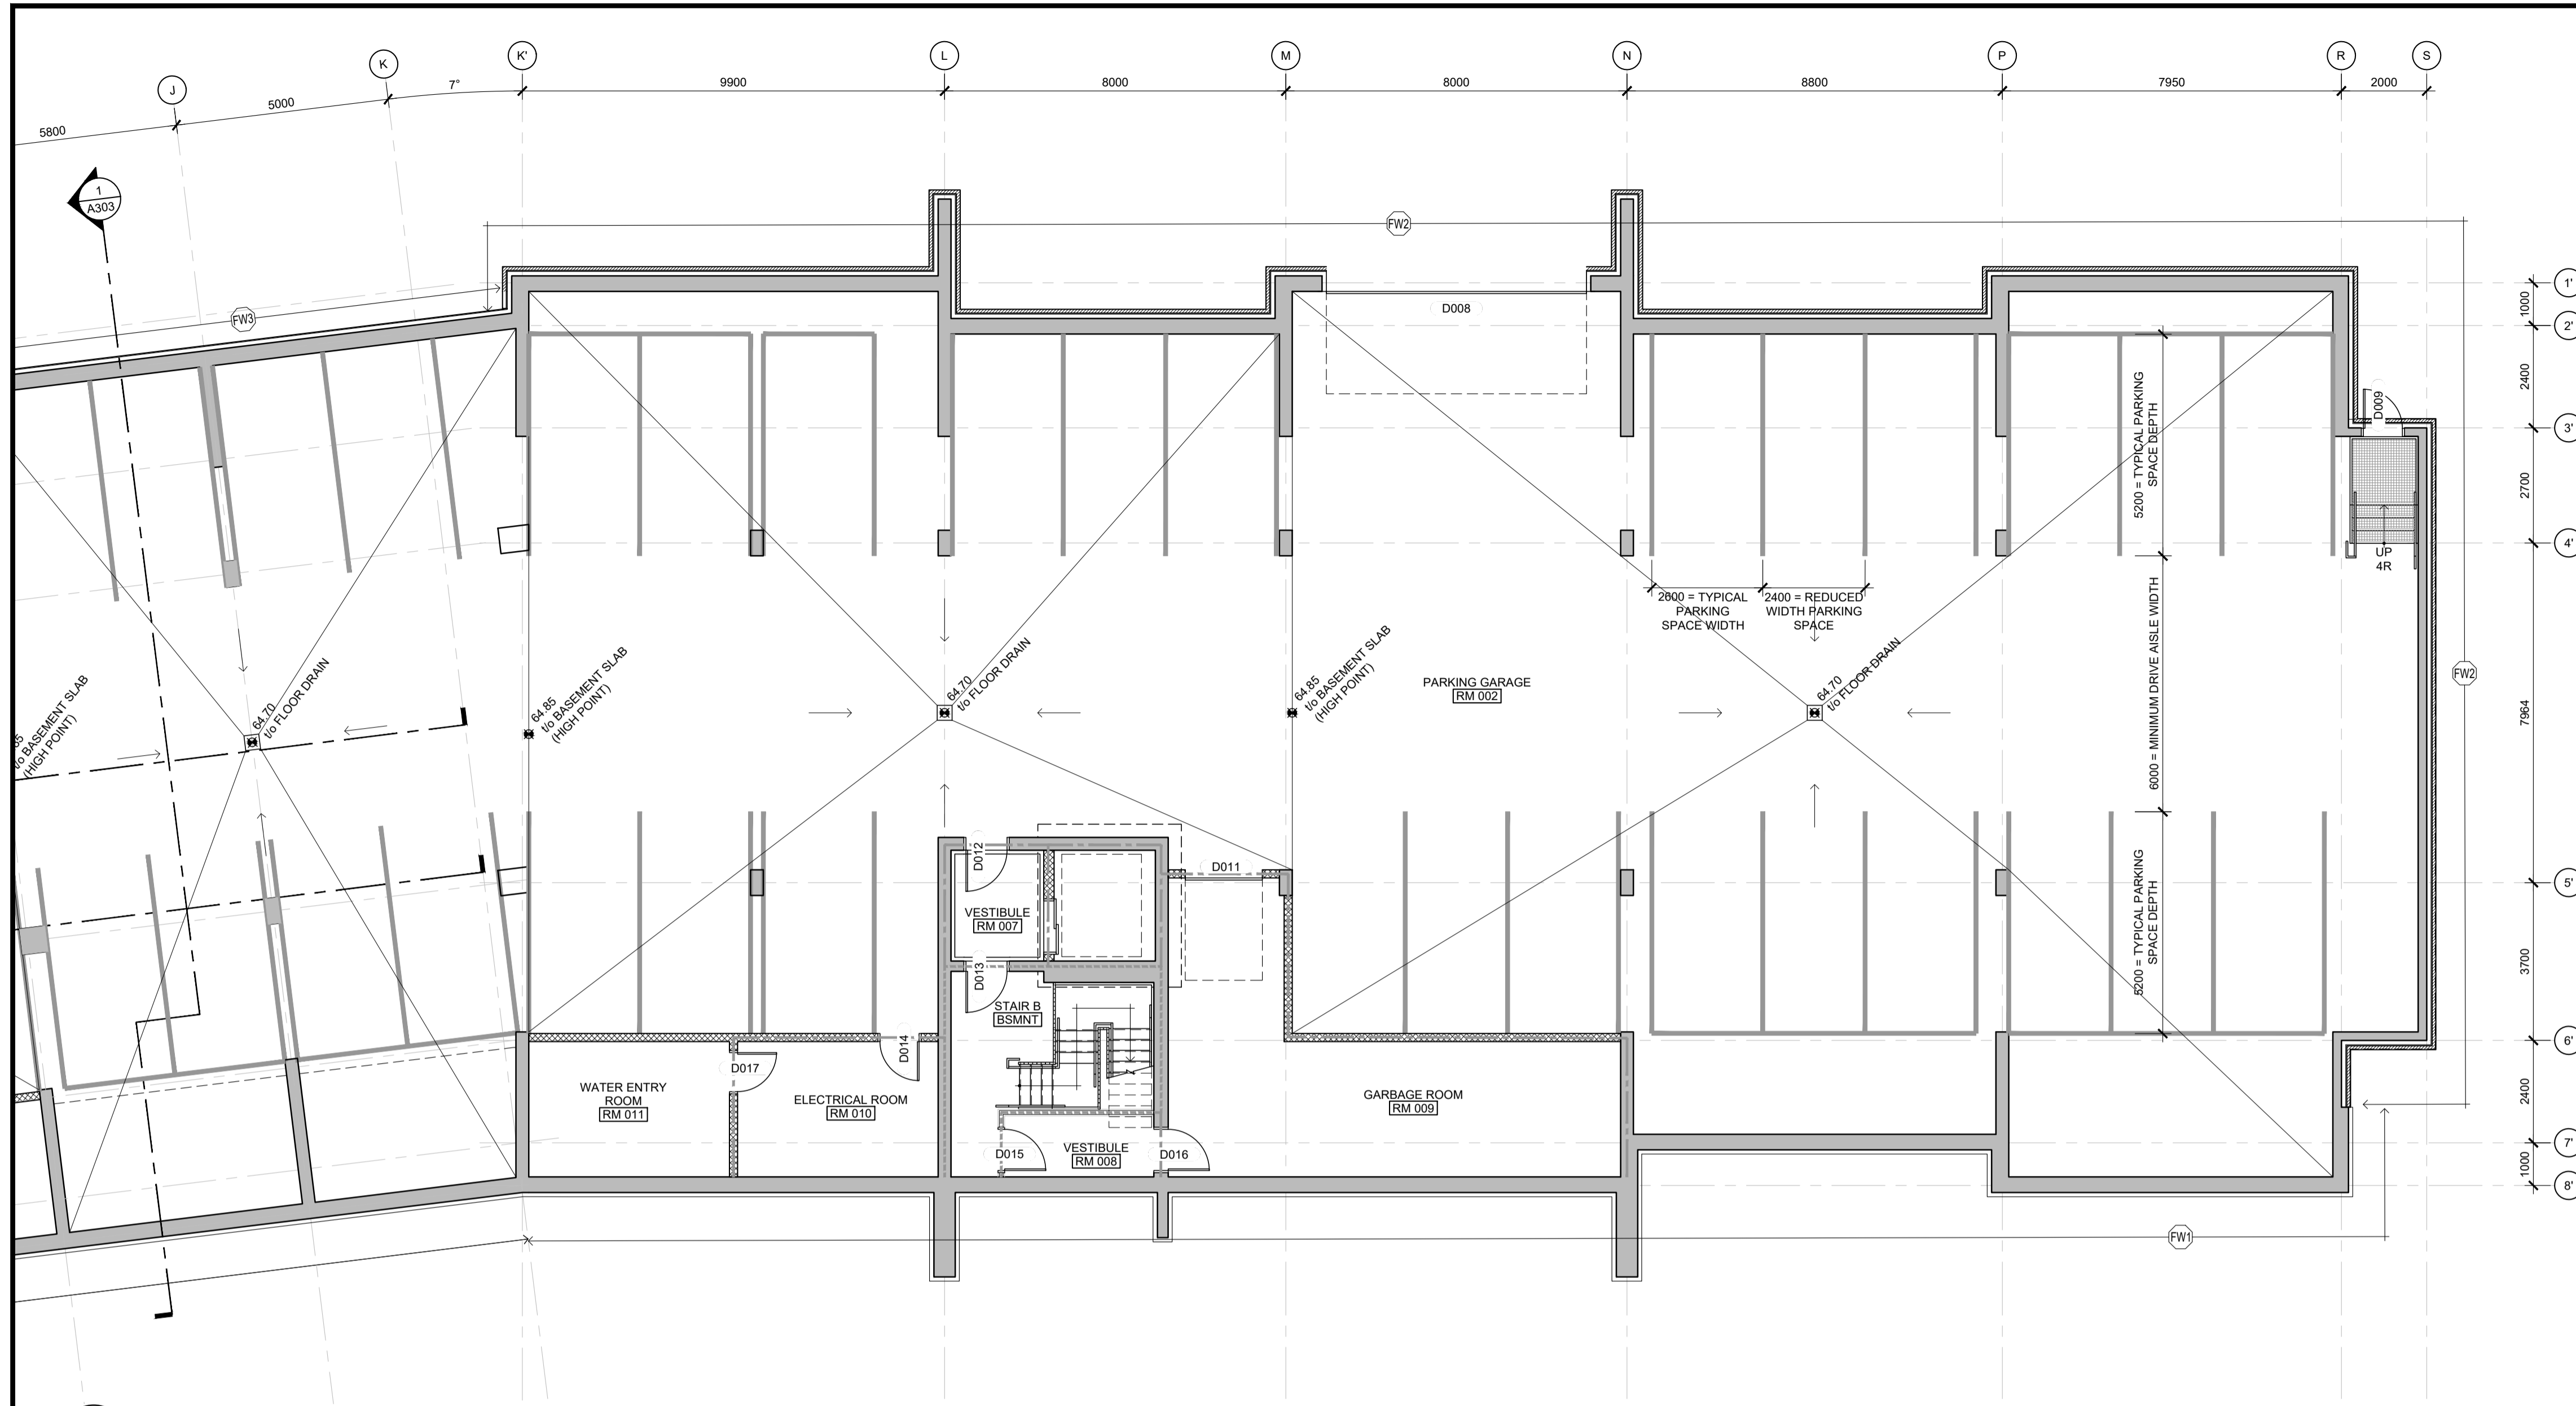 J
K
K'
L
M
N
P
R
S
5800
5000
7°
9900
8000
8000
8800
7950
2000
1
A303
FW2
FW3
D008
1'
1000
2'
2400
3'
2700
4'
7964
5'
3700
6'
2400
7'
1000
8'
D009
5200 = TYPICAL PARKING
SPACE DEPTH
UP
4R
2600 = TYPICAL
PARKING
SPACE WIDTH
2400 = REDUCED
WIDTH PARKING
SPACE
6000 = MINIMUM DRIVE AISLE WIDTH
t/o BASEMENT SLAB
(HIGH POINT)
64.70
t/o FLOOR DRAIN
64.85
t/o BASEMENT SLAB
(HIGH POINT)
64.70
t/o FLOOR DRAIN
64.85
t/o BASEMENT SLAB
(HIGH POINT)
PARKING GARAGE
RM 002
64.70
t/o FLOOR DRAIN
FW2
D012
D011
VESTIBULE
RM 007
D013
5200 = TYPICAL PARKING
SPACE DEPTH
STAIR B
BSMNT
D014
D017
WATER ENTRY
ROOM
RM 011
ELECTRICAL ROOM
RM 010
GARBAGE ROOM
RM 009
D015
VESTIBULE
RM 008
D016
FW1